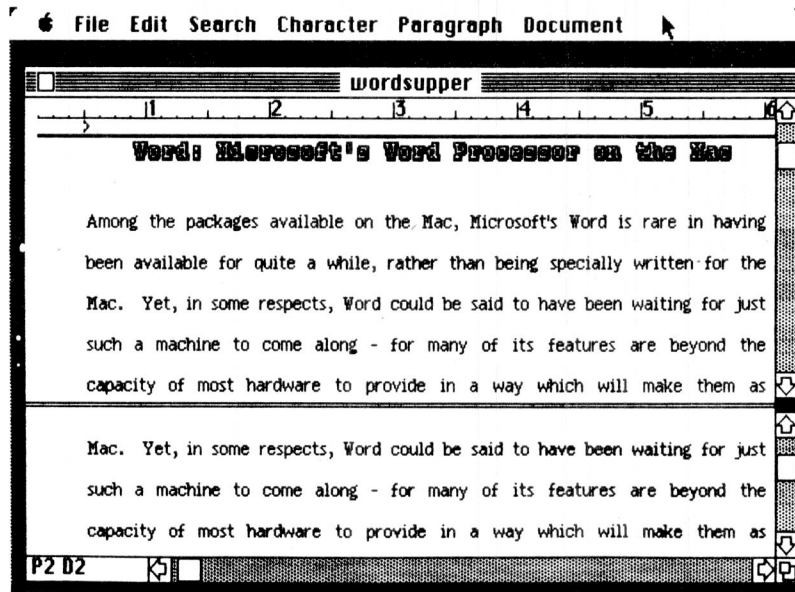 File Edit Search Character Paragraph Document
wordsupper
1 2 3 4 5 6
Word: Microsoft's Word Processor on the Mac
Among the packages available on the Mac, Microsoft's Word is rare in having
been available for quite a while, rather than being specially written for the
Mac. Yet, in some respects, Word could be said to have been waiting for just
such a machine to come along - for many of its features are beyond the
capacity of most hardware to provide in a way which will make them as
Mac. Yet, in some respects, Word could be said to have been waiting for just
such a machine to come along - for many of its features are beyond the
capacity of most hardware to provide in a way which will make them as
P2 D2